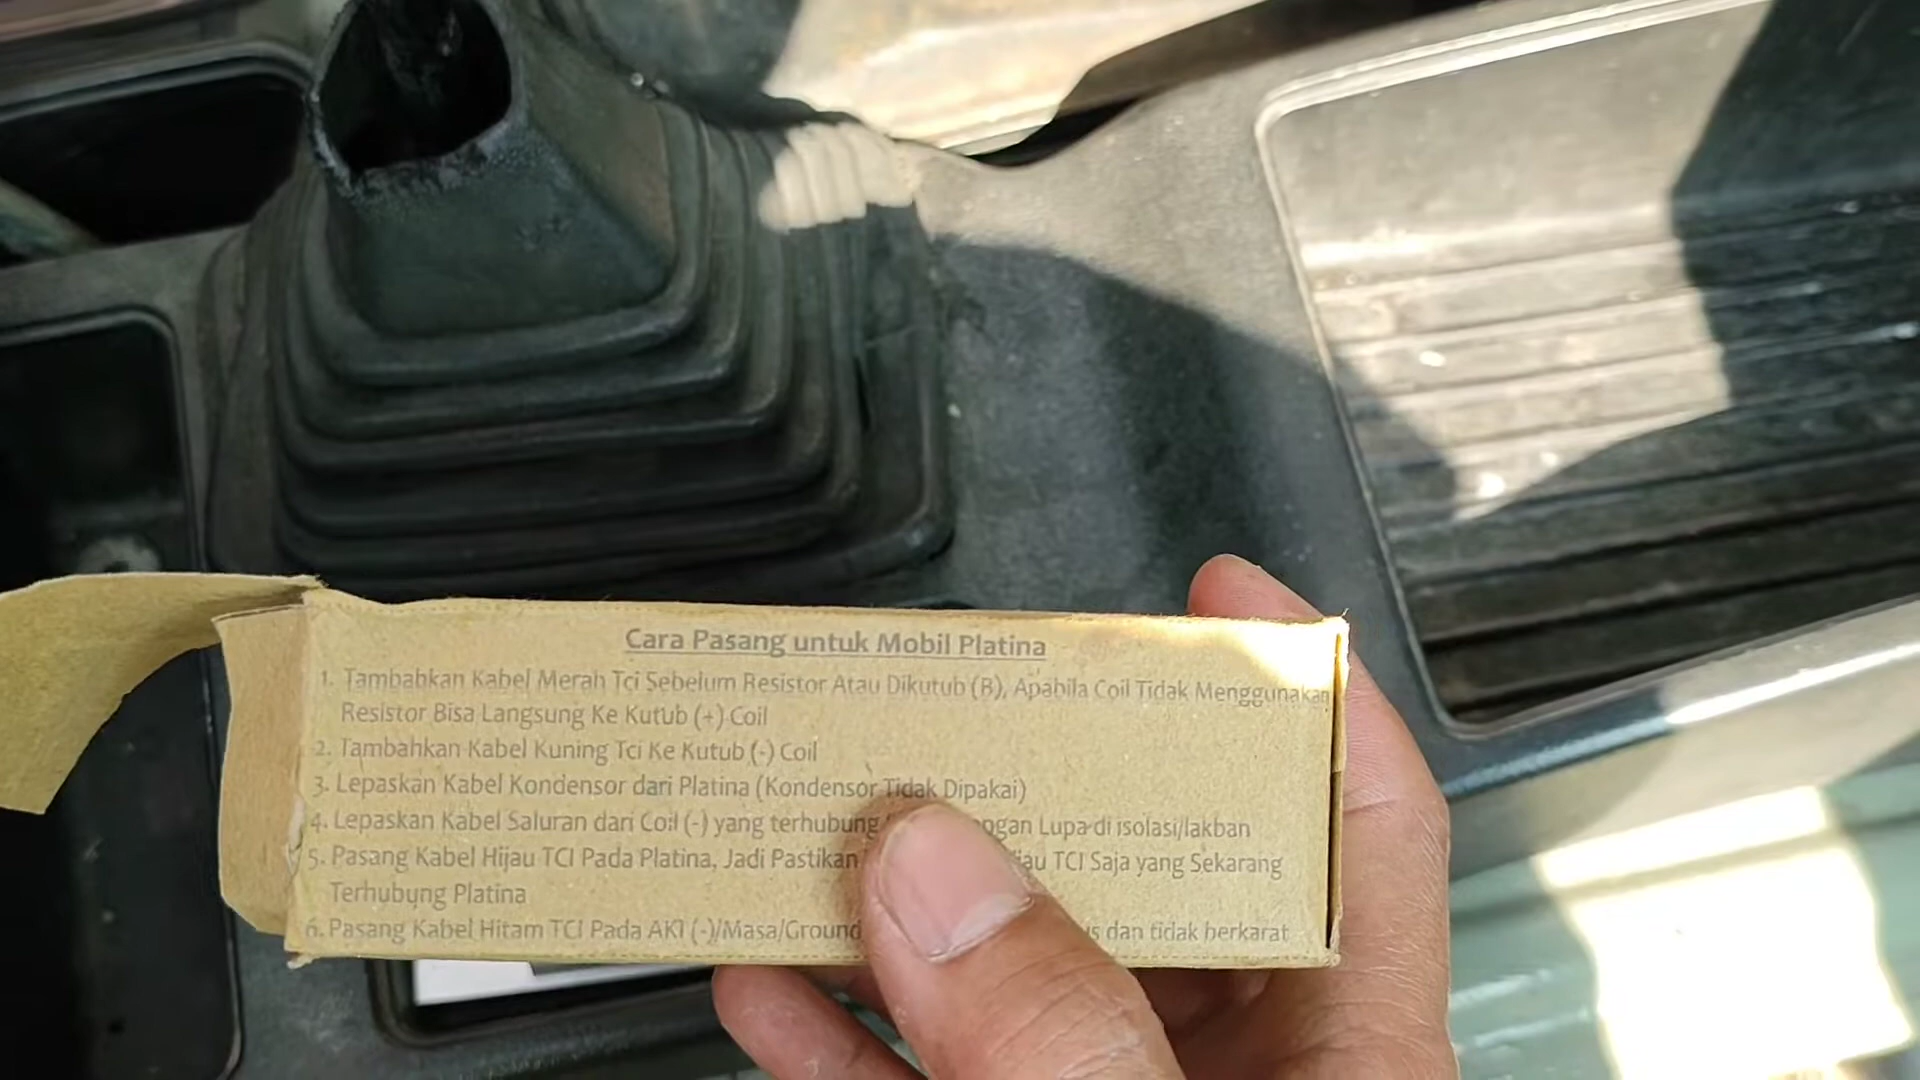 Cara Pasang untuk Mobil Platina
1. Tambahkan Kabel Merah Tci Sebelum Resistor Atau Dikutub (B), Apabila Coil Tidak Menggunakan
Resistor Bisa Langsung Ke Kutub (+) Coil
2. Tambahkan Kabel Kuning Tci Ke Kutub (-) Coil
3. Lepaskan Kabel Kondensor dari Platina (Kondensor Tidak Dipakai)
4. Lepaskan Kabel Saluran dari Coil (-) yang terhubung Lupa di isolasi/lakban
5. Pasang Kabel Hijau TCI Pada Platina, Jadi Pastikan TCI Saja yang Sekarang
Terhubung Platina
6. Pasang Kabel Hitam TCI Pada AKI (-)/Masa/Ground dan tidak berkarat